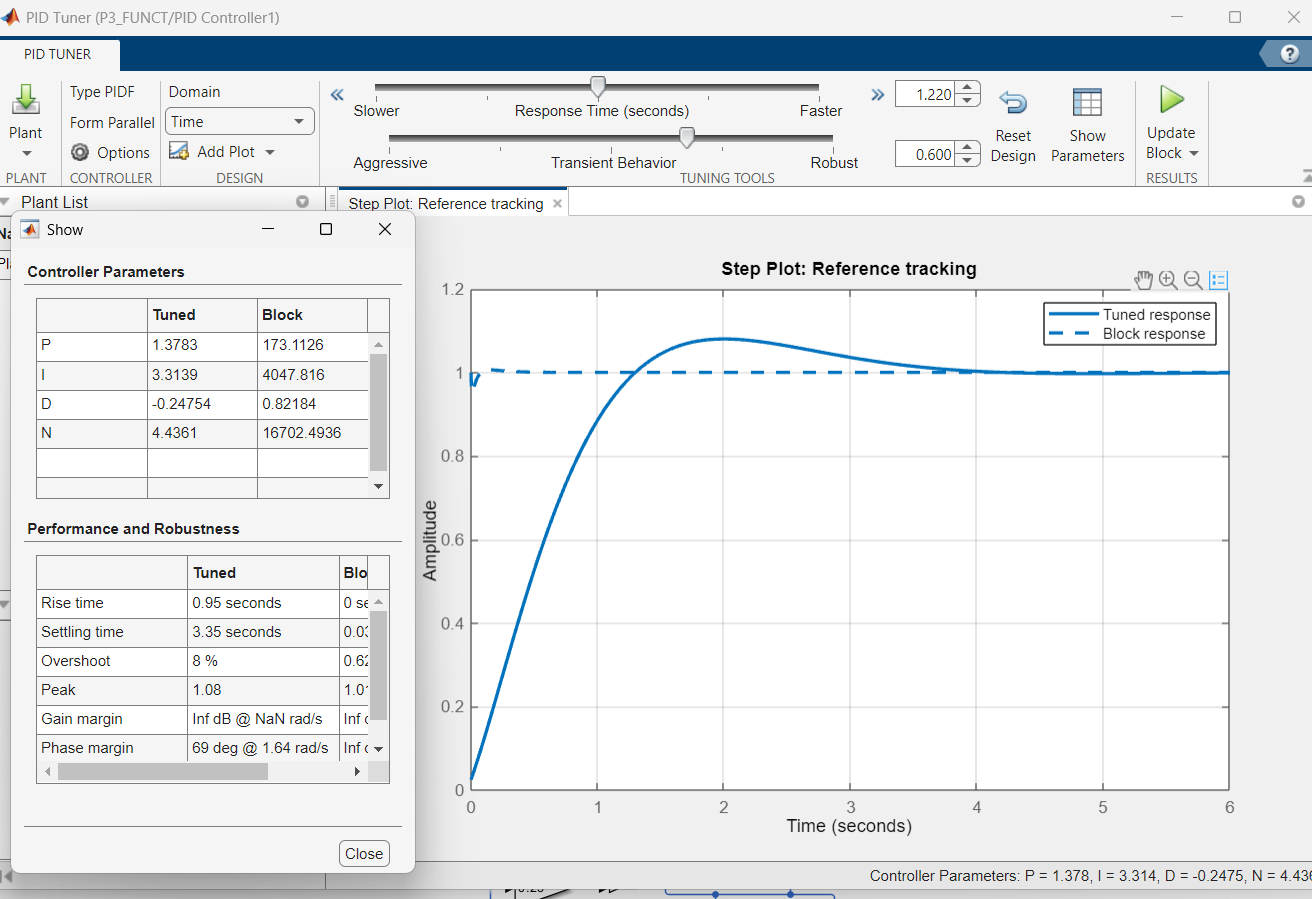 PID Tuner (P3_FUNCT/PID Controller1)
PID TUNER
?
Plant
PLANT
Type PIDF
Form Parallel
Options
CONTROLLER
Domain
Time
Add Plot
DESIGN
Slower Response Time (seconds) Faster
1.220
Aggressive Transient Behavior Robust
0.600
TUNING TOOLS
Reset
Design
Show
Parameters
Update
Block
RESULTS
Plant List
Step Plot: Reference tracking
Na
Pl
Show
Controller Parameters
Tuned Block
P 1.3783 173.1126
I 3.3139 4047.816
D -0.24754 0.82184
N 4.4361 16702.4936
Performance and Robustness
Tuned Blo
Rise time 0.95 seconds 0 se
Settling time 3.35 seconds 0.03
Overshoot 8 % 0.62
Peak 1.08 1.01
Gain margin Inf dB @ NaN rad/s Inf d
Phase margin 69 deg @ 1.64 rad/s Inf d
Close
Step Plot: Reference tracking
Tuned response
Block response
1.2
1
0.8
0.6
0.4
0.2
0
Amplitude
0 1 2 3 4 5 6
Time (seconds)
Controller Parameters: P = 1.378, I = 3.314, D = -0.2475, N = 4.436